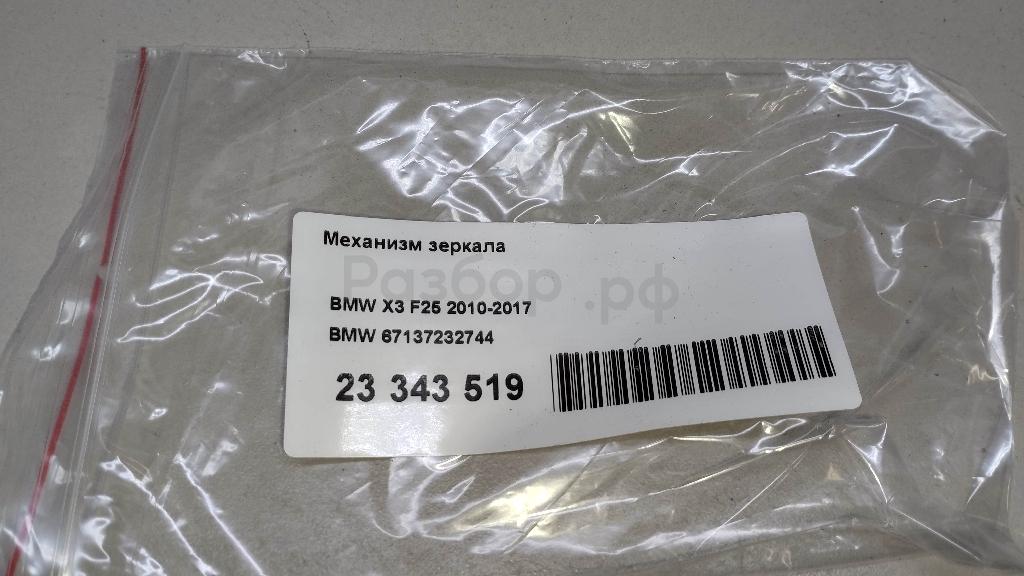 Механизм зеркала
Разбор.рф
BMW X3 F25 2010-2017
BMW 67137232744
23 343 519